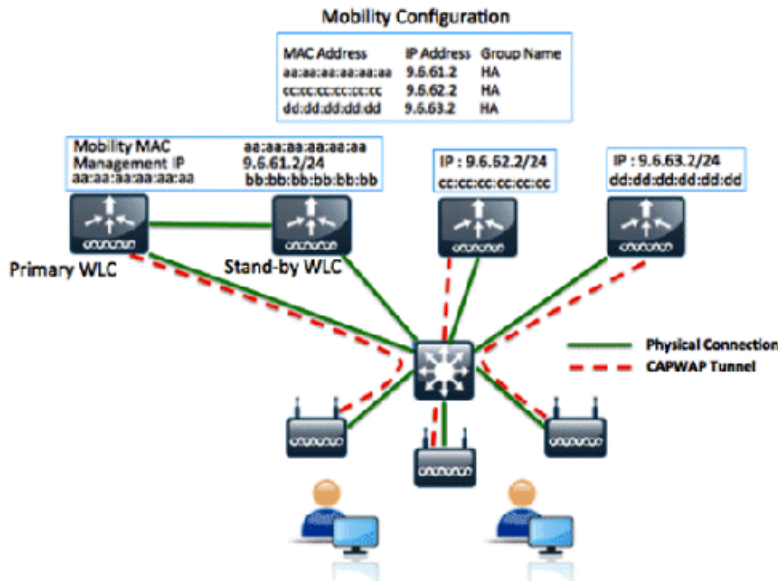 Mobility Configuration
MAC Address IP Address Group Name
aa:aa:aa:aa:aa:aa 9.6.61.2 HA
cc:cc:cc:cc:cc:cc 9.6.62.2 HA
dd:dd:dd:dd:dd 9.6.63.2 HA
Mobility MAC aa:aa:aa:aa:aa:aa
Management IP 9.6.61.2/24
aa:aa:aa:aa:aa:aa bb:bb:bb:bb:bb:bb
IP : 9.6.62.2/24
cc:cc:cc:cc:cc:cc
IP : 9.6.63.2/24
dd:dd:dd:dd:dd:dd
Primary WLC
Stand-by WLC
Physical Connection
CAPWAP Tunnel